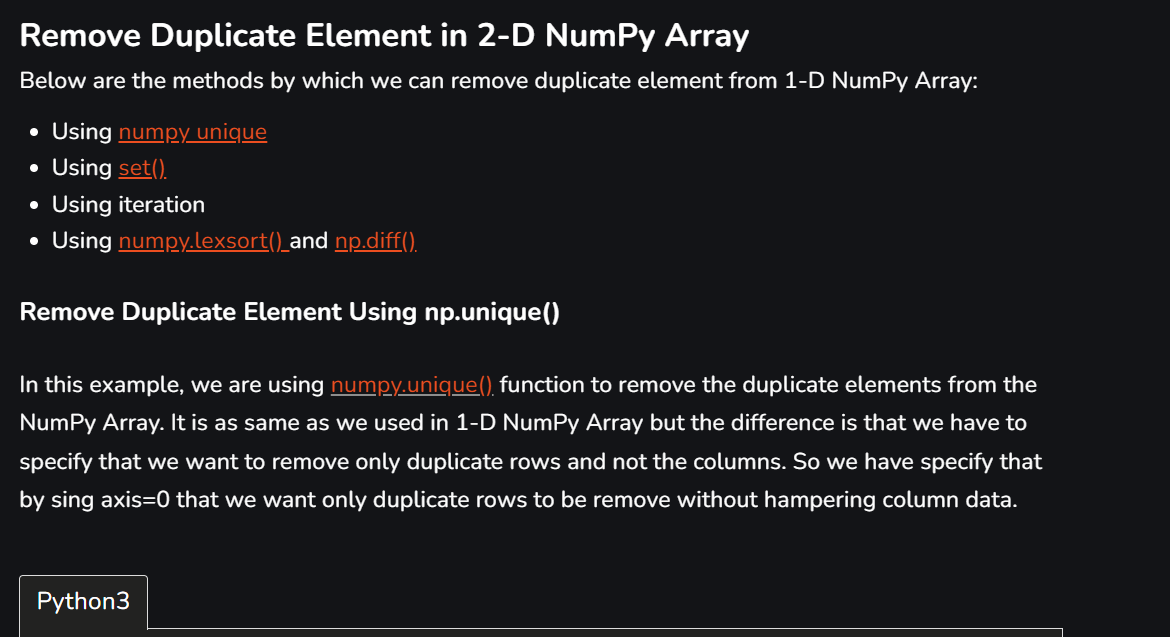 Remove Duplicate Element in 2-D NumPy Array
Below are the methods by which we can remove duplicate element from 1-D NumPy Array:
Using numpy unique
Using set()
Using iteration
Using numpy.lexsort() and np.diff()
Remove Duplicate Element Using np.unique()
In this example, we are using numpy.unique() function to remove the duplicate elements from the
NumPy Array. It is as same as we used in 1-D NumPy Array but the difference is that we have to
specify that we want to remove only duplicate rows and not the columns. So we have specify that
by sing axis=0 that we want only duplicate rows to be remove without hampering column data.
Python3